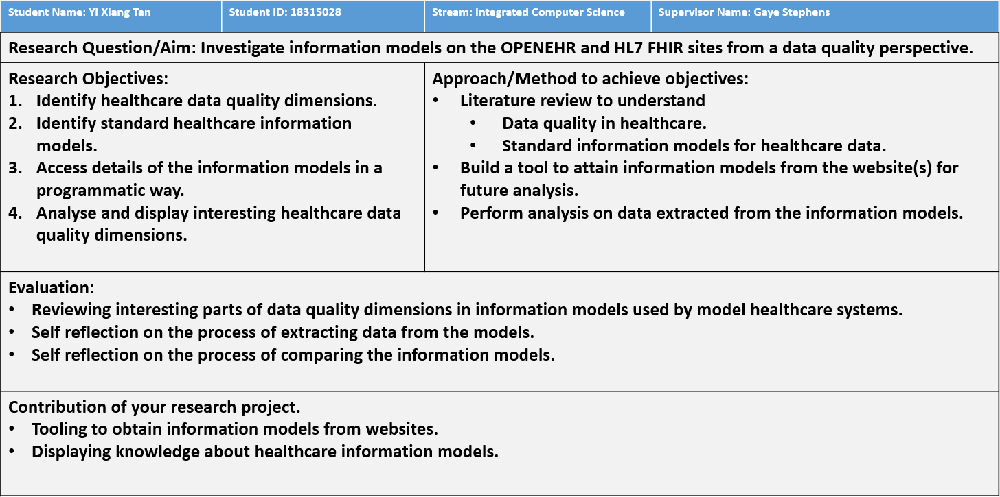 Student Name: Yi Xiang Tan
Student ID: 18315028
Stream: Integrated Computer Science
Supervisor Name: Gaye Stephens
Research Question/Aim: Investigate information models on the OPENEHR and HL7 FHIR sites from a data quality perspective.
Research Objectives:
1. Identify healthcare data quality dimensions.
2. Identify standard healthcare information
models.
3. Access details of the information models in a
programmatic way.
4. Analyse and display interesting healthcare data
quality dimensions.
Approach/Method to achieve objectives:
• Literature review to understand
• Data quality in healthcare.
• Standard information models for healthcare data.
• Build a tool to attain information models from the website(s) for
future analysis.
• Perform analysis on data extracted from the information models.
Evaluation:
• Reviewing interesting parts of data quality dimensions in information models used by model healthcare systems.
• Self reflection on the process of extracting data from the models.
• Self reflection on the process of comparing the information models.
Contribution of your research project.
• Tooling to obtain information models from websites.
• Displaying knowledge about healthcare information models.